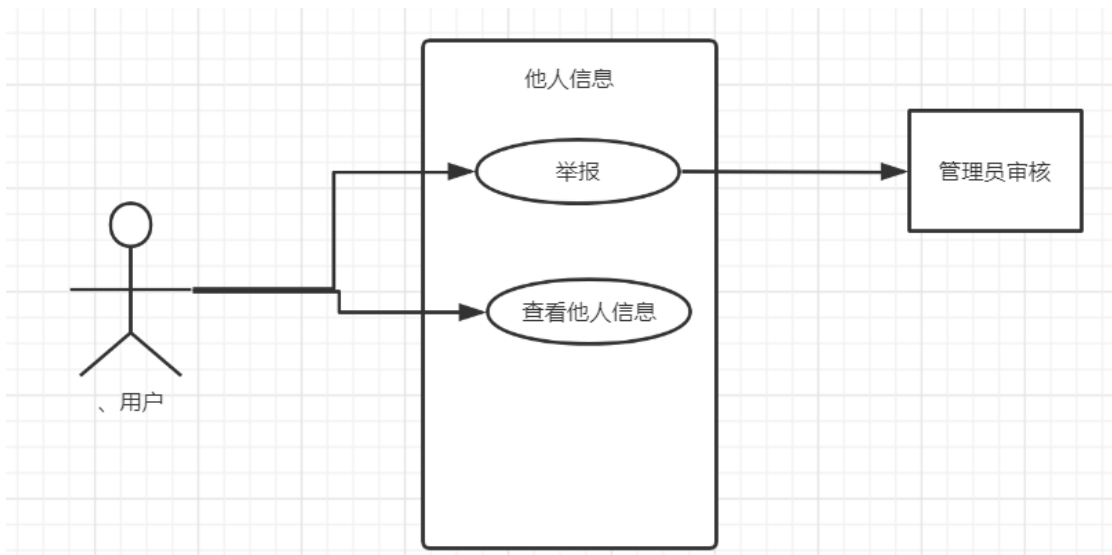 他人信息
举报
管理员审核
查看他人信息
、用户